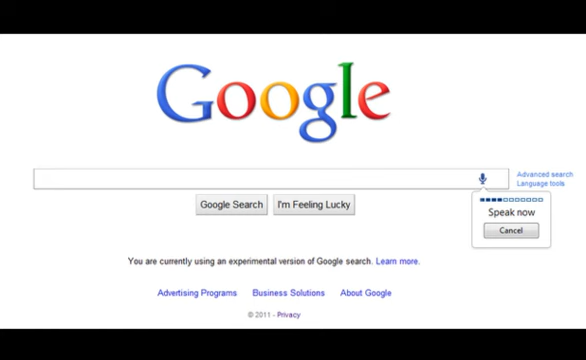 Google
Advanced search
Language tools
Google Search I'm Feeling Lucky
Speak now
Cancel
You are currently using an experimental version of Google search. Learn more.
Advertising Programs Business Solutions About Google
© 2011 - Privacy